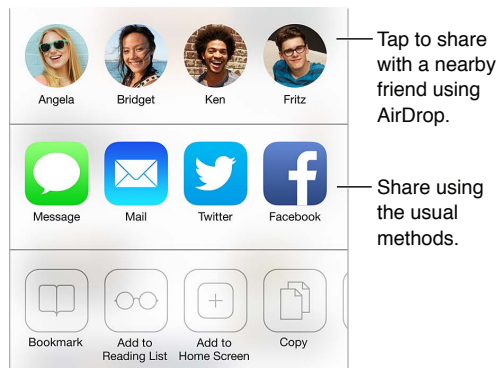 Angela Bridget Ken Fritz
Tap to share
with a nearby
friend using
AirDrop.
Message Mail Twitter Facebook
Share using
the usual
methods.
Bookmark Add to Add to Copy
Reading List Home Screen